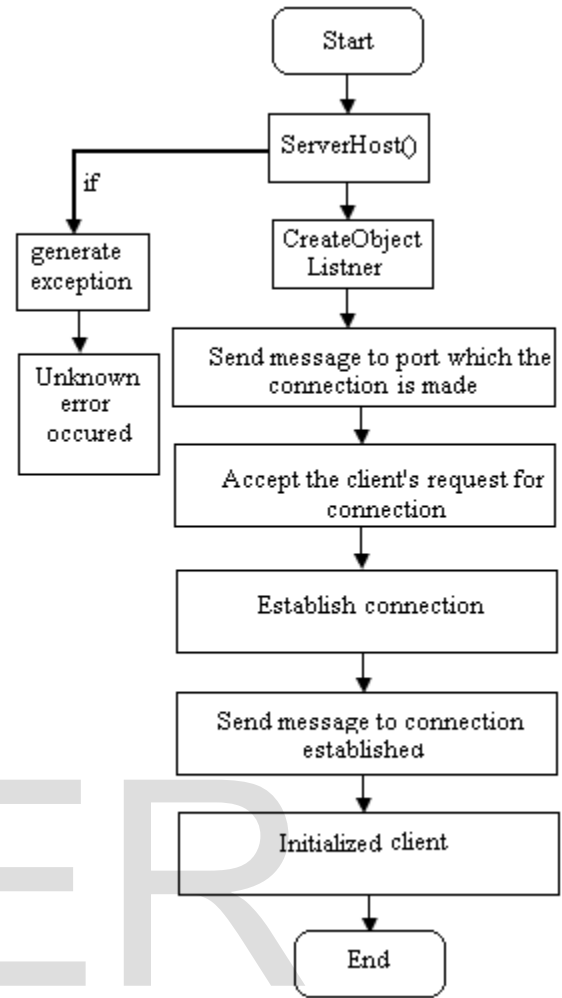 Start
ServerHost()
if
generate
exception
CreateObject
Listner
Unknown
error
occured
Send message to port which the
connection is made
Accept the client's request for
connection
Establish connection
Send message to connection
established
Initialized client
End
ER